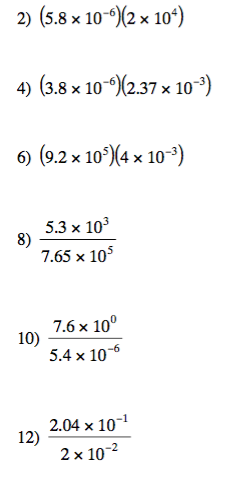 2) (5.8 × 10⁻⁶)(2 × 10⁴)
4) (3.8 × 10⁻⁶)(2.37 × 10⁻³)
6) (9.2 × 10⁵)(4 × 10⁻³)
8) 5.3 × 10³
7.65 × 10⁵
10) 7.6 × 10⁰
5.4 × 10⁻⁶
12) 2.04 × 10⁻¹
2 × 10⁻²